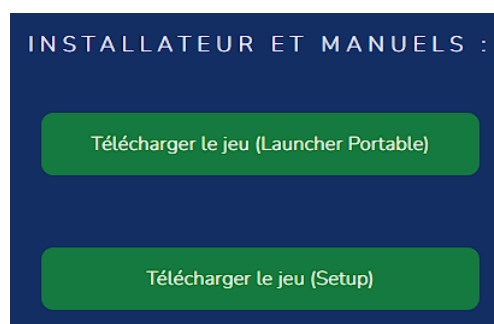 INSTALLATEUR ET MANUELS :
Télécharger le jeu (Launcher Portable)
Télécharger le jeu (Setup)